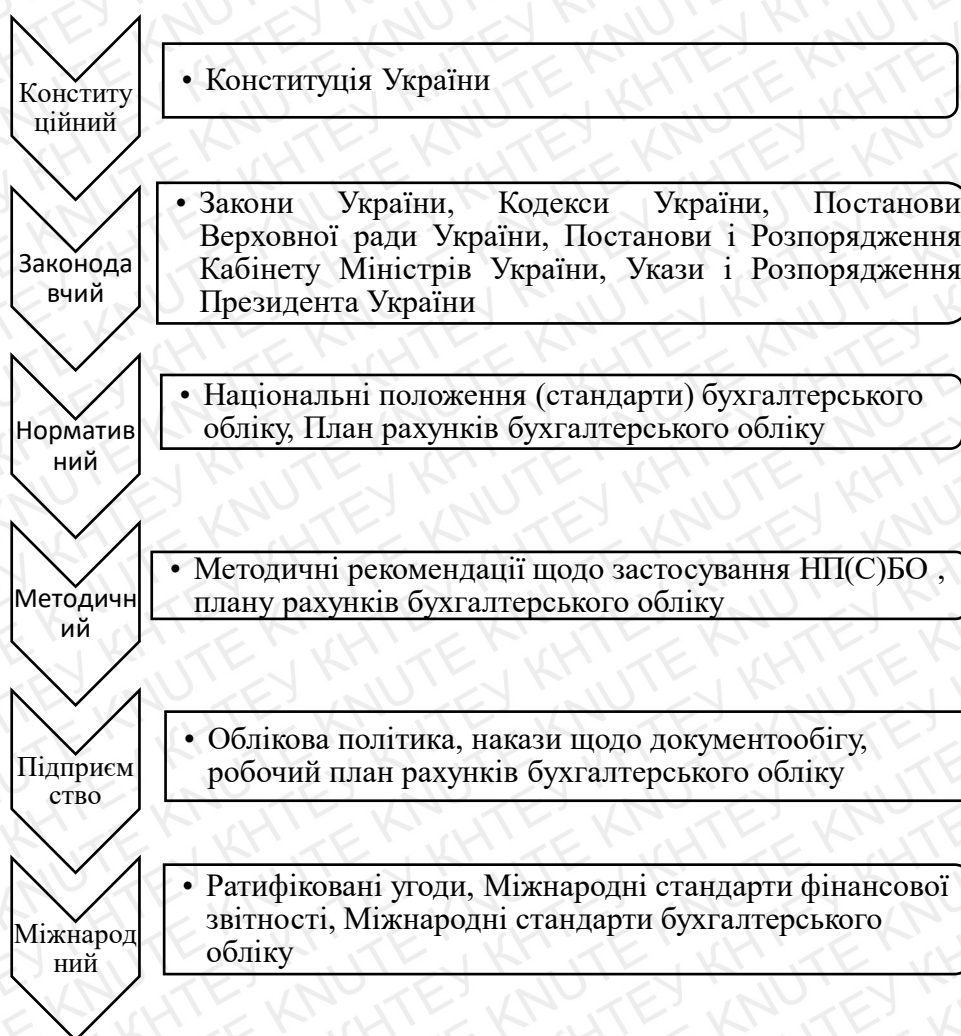 Конститу
ційний
• Конституція України
Законода
вчий
• Закони України, Кодекси України, Постанови
Верховної ради України, Постанови і Розпорядження
Кабінету Міністрів України, Укази і Розпорядження
Президента України
Норматив
ний
• Національні положення (стандарти) бухгалтерського
обліку, План рахунків бухгалтерського обліку
Методичн
ий
• Методичні рекомендації щодо застосування НП(С)БО ,
плану рахунків бухгалтерського обліку
Підприєм
ство
• Облікова політика, накази щодо документообігу,
робочий план рахунків бухгалтерського обліку
Міжнарод
ний
• Ратифіковані угоди, Міжнародні стандарти фінансової
звітності, Міжнародні стандарти бухгалтерського
обліку